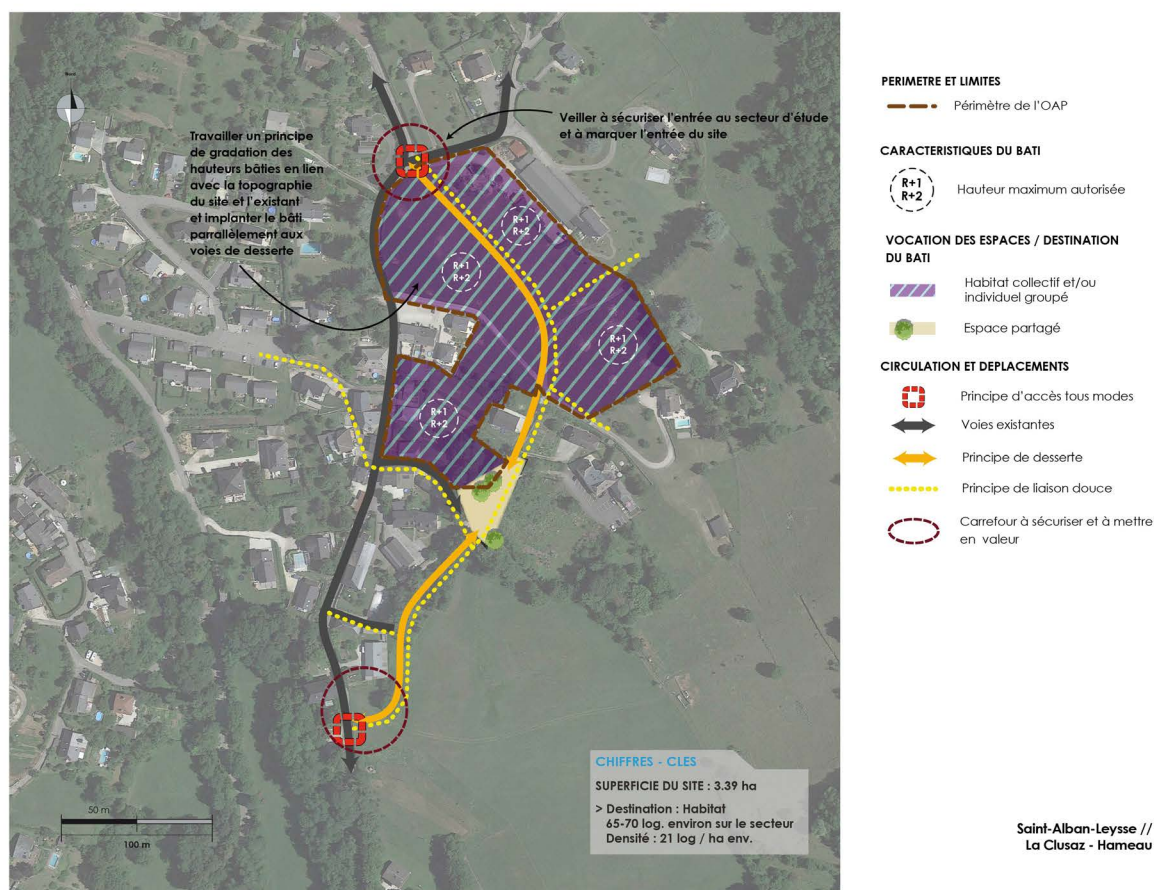 Nord
Veiller à sécuriser l'entrée au secteur d'étude
et à marquer l'entrée du site
Travailler un principe
de gradation des
hauteurs bâties en lien
avec la topographie
du site et l'existant
et implanter le bâti
parrallèlement aux
voies de desserte
R+1
R+2
R+1
R+2
R+1
R+2
R+1
R+2
50 m
100 m
CHIFFRES - CLES
SUPERFICIE DU SITE : 3.39 ha
> Destination : Habitat
65-70 log. environ sur le secteur
Densité : 21 log / ha env.
PERIMETRE ET LIMITES
Périmètre de l'OAP
CARACTERISTIQUES DU BATI
R+1
R+2
Hauteur maximum autorisée
VOCATION DES ESPACES / DESTINATION
DU BATI
Habitat collectif et/ou
individuel groupé
Espace partagé
CIRCULATION ET DEPLACEMENTS
Principe d'accès tous modes
Voies existantes
Principe de desserte
Principe de liaison douce
Carrefour à sécuriser et à mettre
en valeur
Saint-Alban-Leysse //
La Clusaz - Hameau